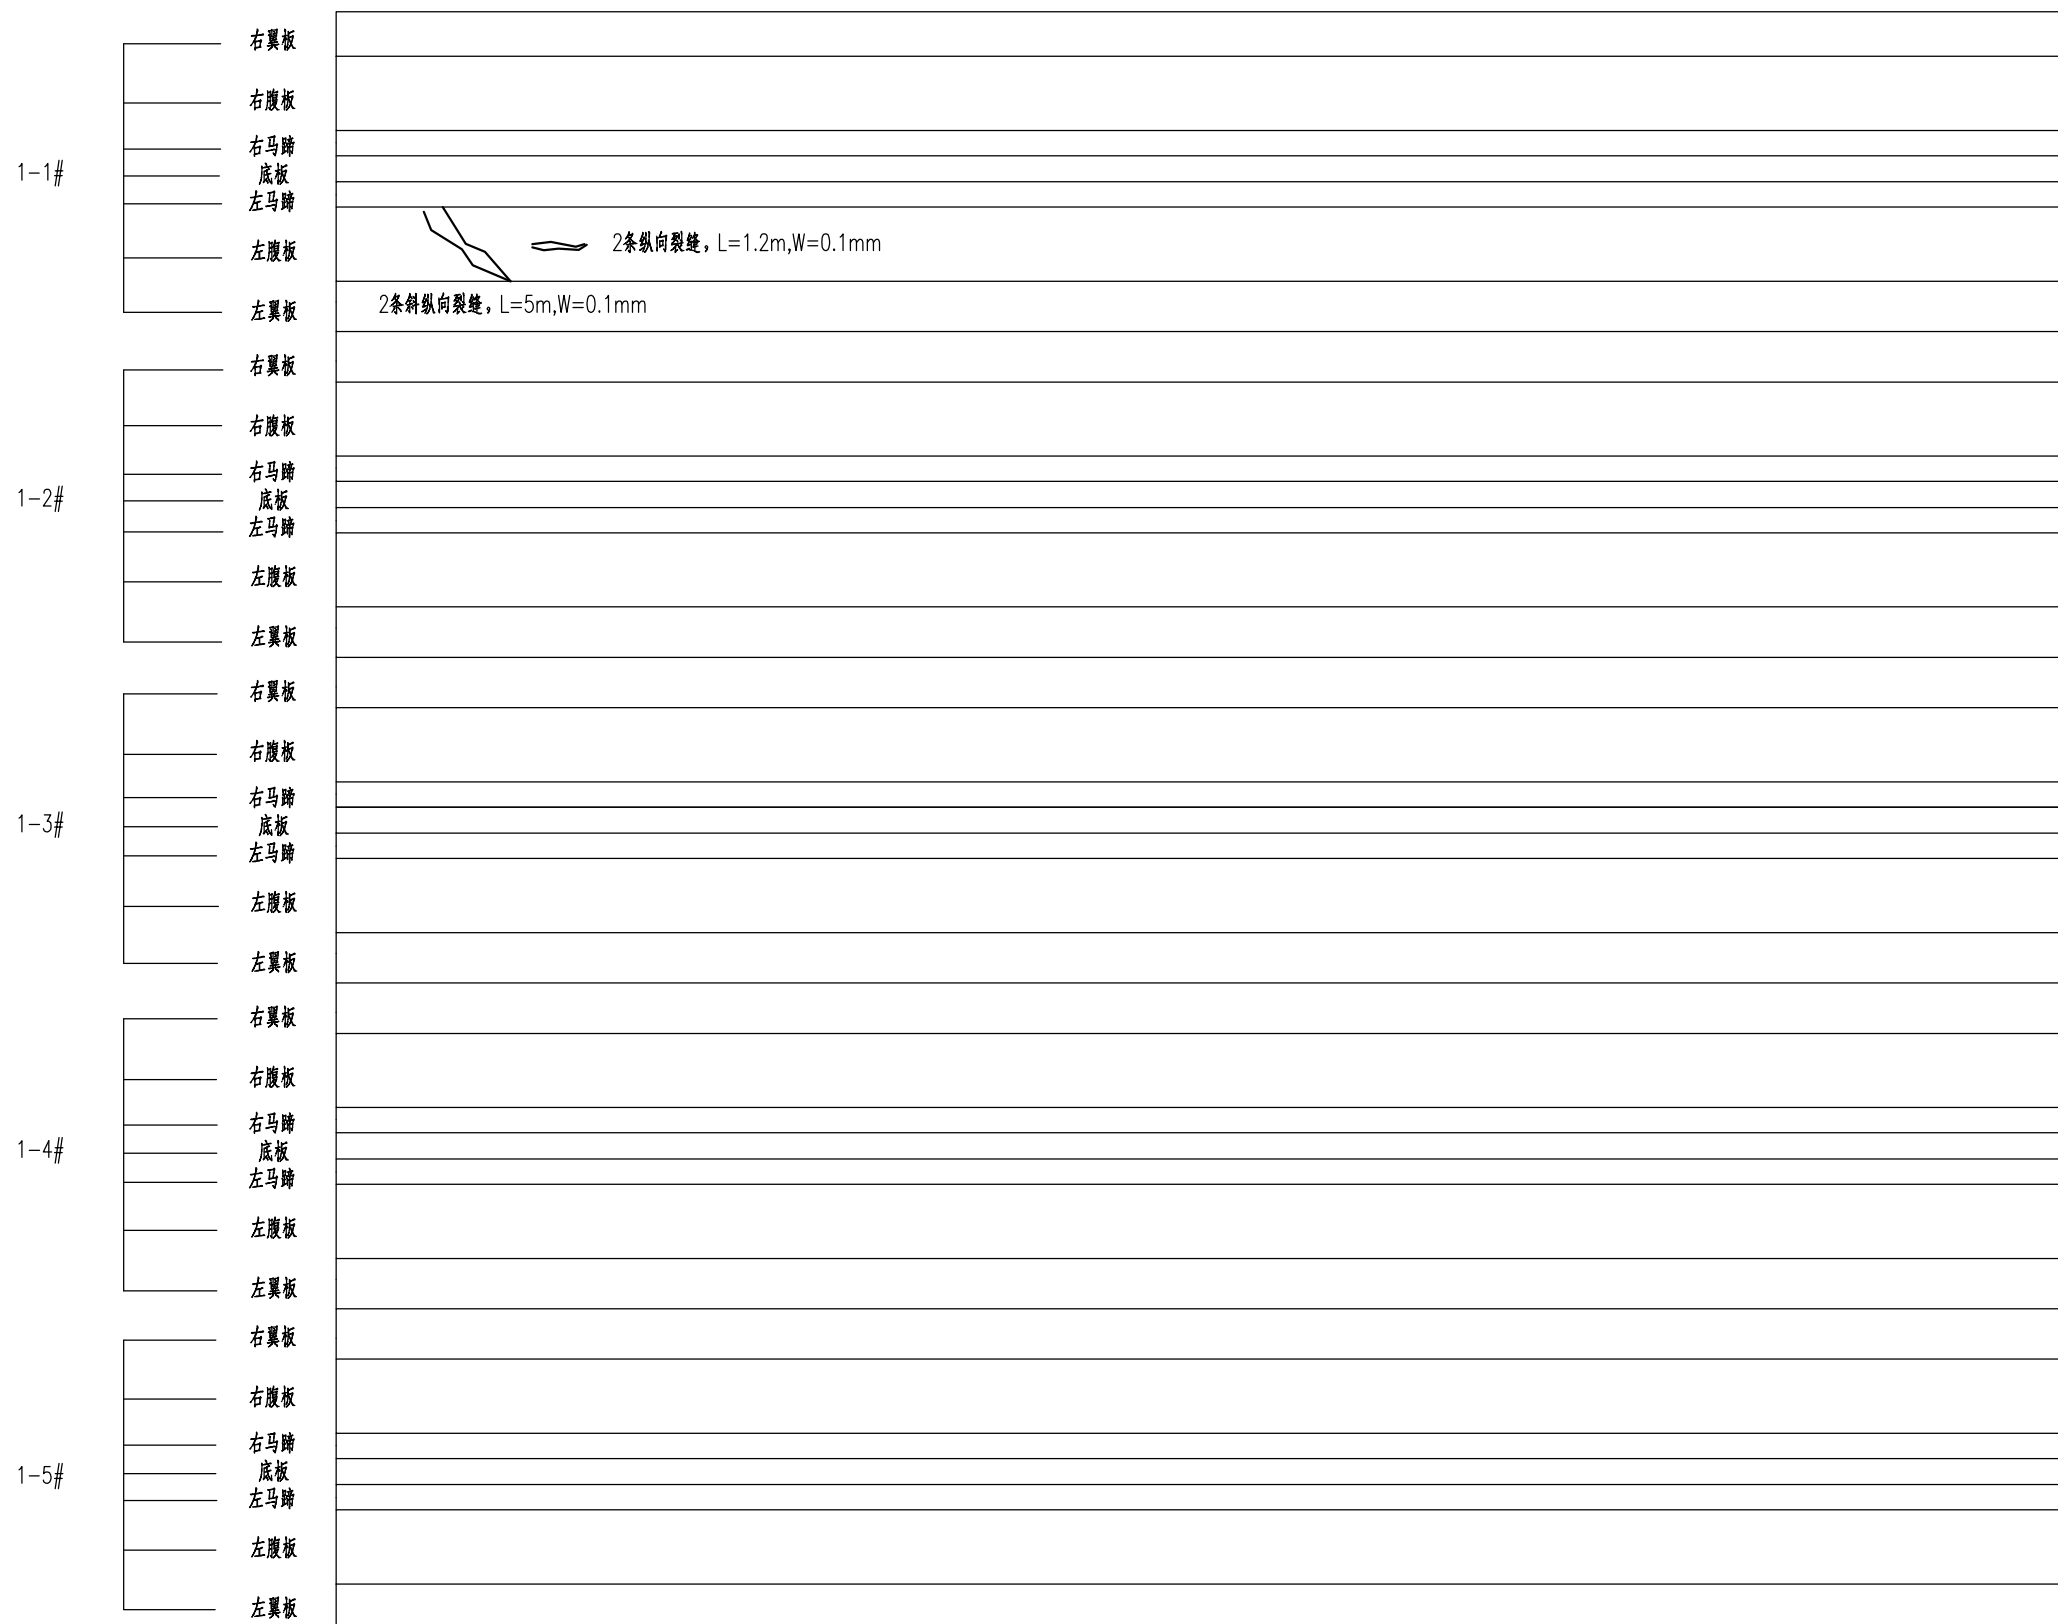 右翼板
右腹板
右马蹄
1-1#
底板
左马蹄
左腹板
2条纵向裂缝，L=1.2m,W=0.1mm
左翼板
2条斜纵向裂缝，L=5m,W=0.1mm
右翼板
右腹板
右马蹄
1-2#
底板
左马蹄
左腹板
左翼板
右翼板
右腹板
右马蹄
1-3#
底板
左马蹄
左腹板
左翼板
右翼板
右腹板
右马蹄
1-4#
底板
左马蹄
左腹板
左翼板
右翼板
右腹板
右马蹄
1-5#
底板
左马蹄
左腹板
左翼板